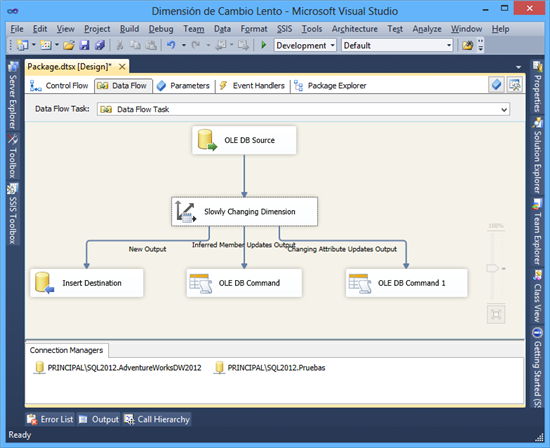 Dimensión de Cambio Lento - Microsoft Visual Studio
File Edit View Project Build Debug Team Data Format SSIS Tools Architecture Test Analyze Window Help
Development Default
Package.dtsx [Design]*
Control Flow Data Flow Parameters Event Handlers Package Explorer
Data Flow Task: Data Flow Task
OLE DB Source
Slowly Changing Dimension
New Output Inferred Member Updates Output Changing Attribute Updates Output
Insert Destination OLE DB Command OLE DB Command 1
100%
Connection Managers
PRINCIPAL\SQL2012.AdventureWorksDW2012 PRINCIPAL\SQL2012.Pruebas
Error List Output Call Hierarchy
Ready
Server Explorer
Toolbox
SSIS Toolbox
Properties
Solution Explorer
Team Explorer
Class View
Getting Started (SS